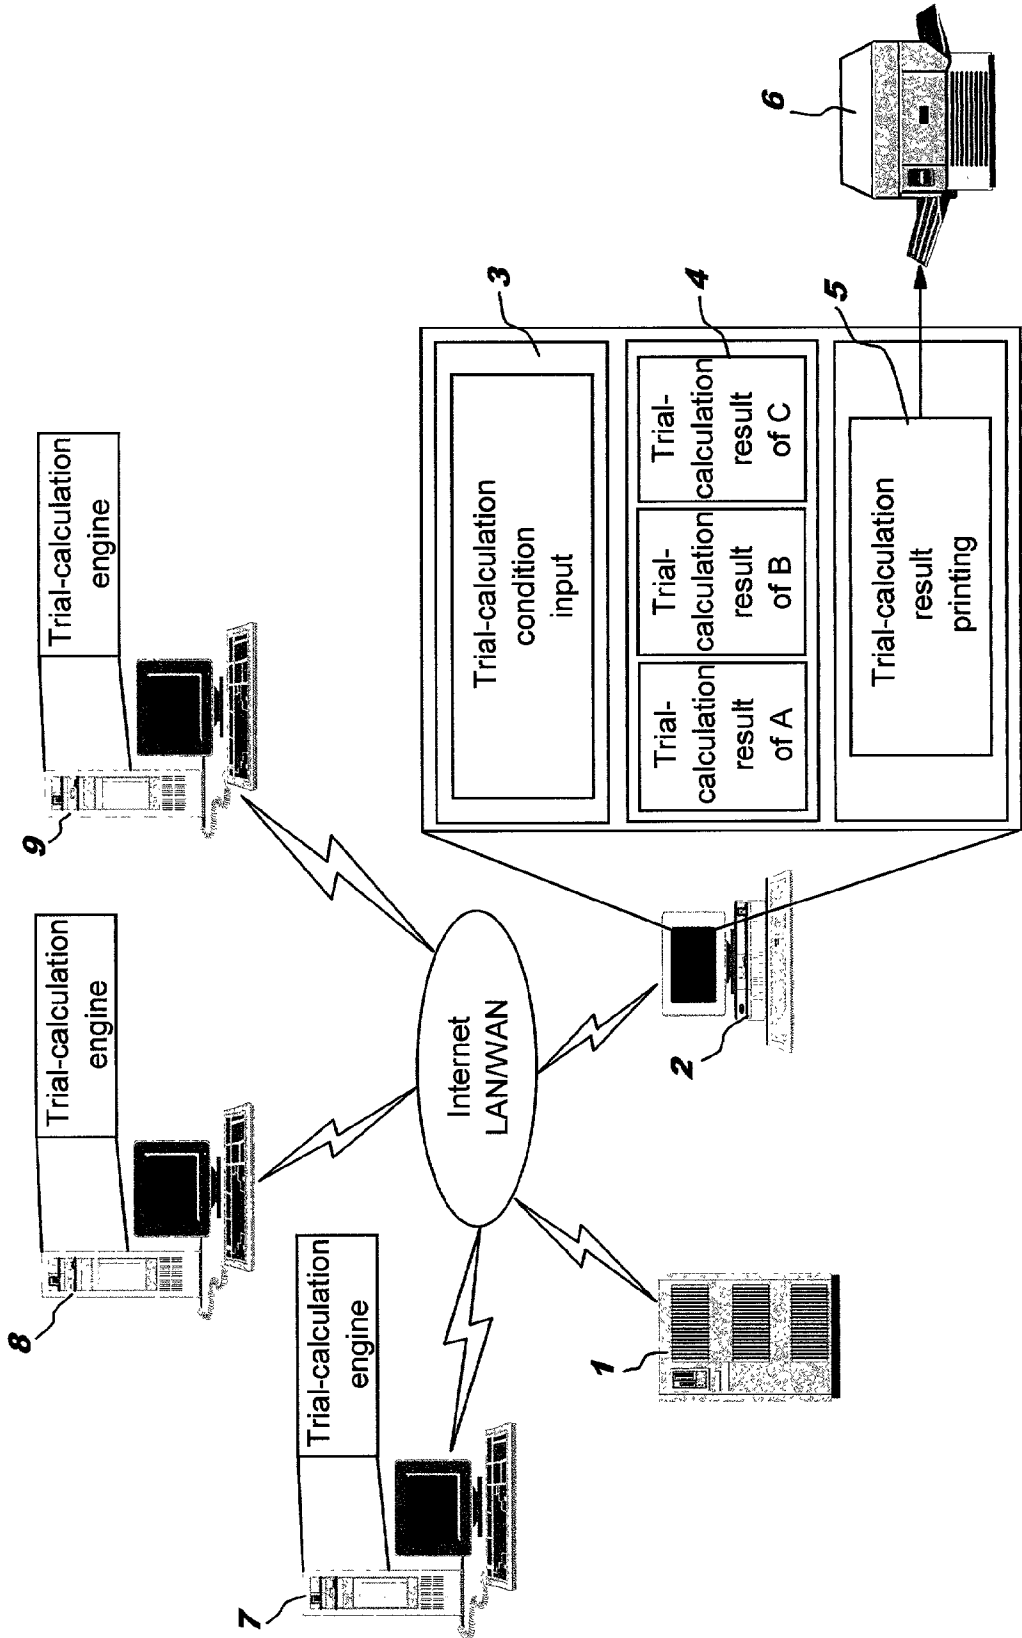 7
Trial-calculation
engine
8
Trial-calculation
engine
9
Trial-calculation
engine
Internet
LAN/WAN
1
2
3
Trial-calculation
condition
input
4
Trial-
calculation
result
of A
Trial-
calculation
result
of B
Trial-
calculation
result
of C
5
Trial-calculation
result
printing
6